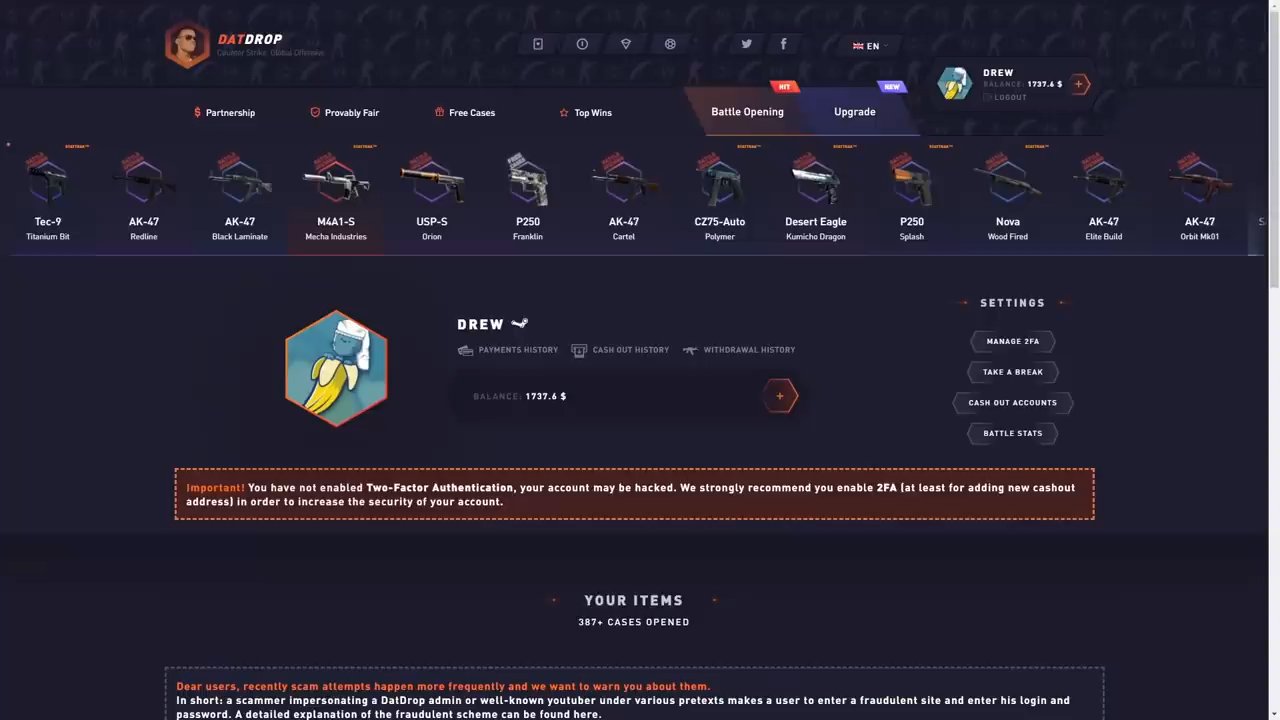 DATDROP
Counter Strike: Global Offensive
EN
DREW
BALANCE: 1737.6 $
LOGOUT
HIT
NEW
Partnership
Provably Fair
Free Cases
Top Wins
Battle Opening
Upgrade
Tec-9
Titanium Bit
AK-47
Redline
AK-47
Black Laminate
M4A1-S
Mecha Industries
USP-S
Orion
P250
Franklin
AK-47
Cartel
CZ75-Auto
Polymer
Desert Eagle
Kumicho Dragon
P250
Splash
Nova
Wood Fired
AK-47
Elite Build
AK-47
Orbit Mk01
DREW
PAYMENTS HISTORY
CASH OUT HISTORY
WITHDRAWAL HISTORY
BALANCE: 1737.6 $
SETTINGS
MANAGE 2FA
TAKE A BREAK
CASH OUT ACCOUNTS
BATTLE STATS
Important! You have not enabled Two-Factor Authentication, your account may be hacked. We strongly recommend you enable 2FA (at least for adding new cashout
address) in order to increase the security of your account.
YOUR ITEMS
387+ CASES OPENED
Dear users, recently scam attempts happen more frequently and we want to warn you about them.
In short: a scammer impersonating a DatDrop admin or well-known youtuber under various pretexts makes a user to enter a fraudulent site and enter his login and
password. A detailed explanation of the fraudulent scheme can be found here.